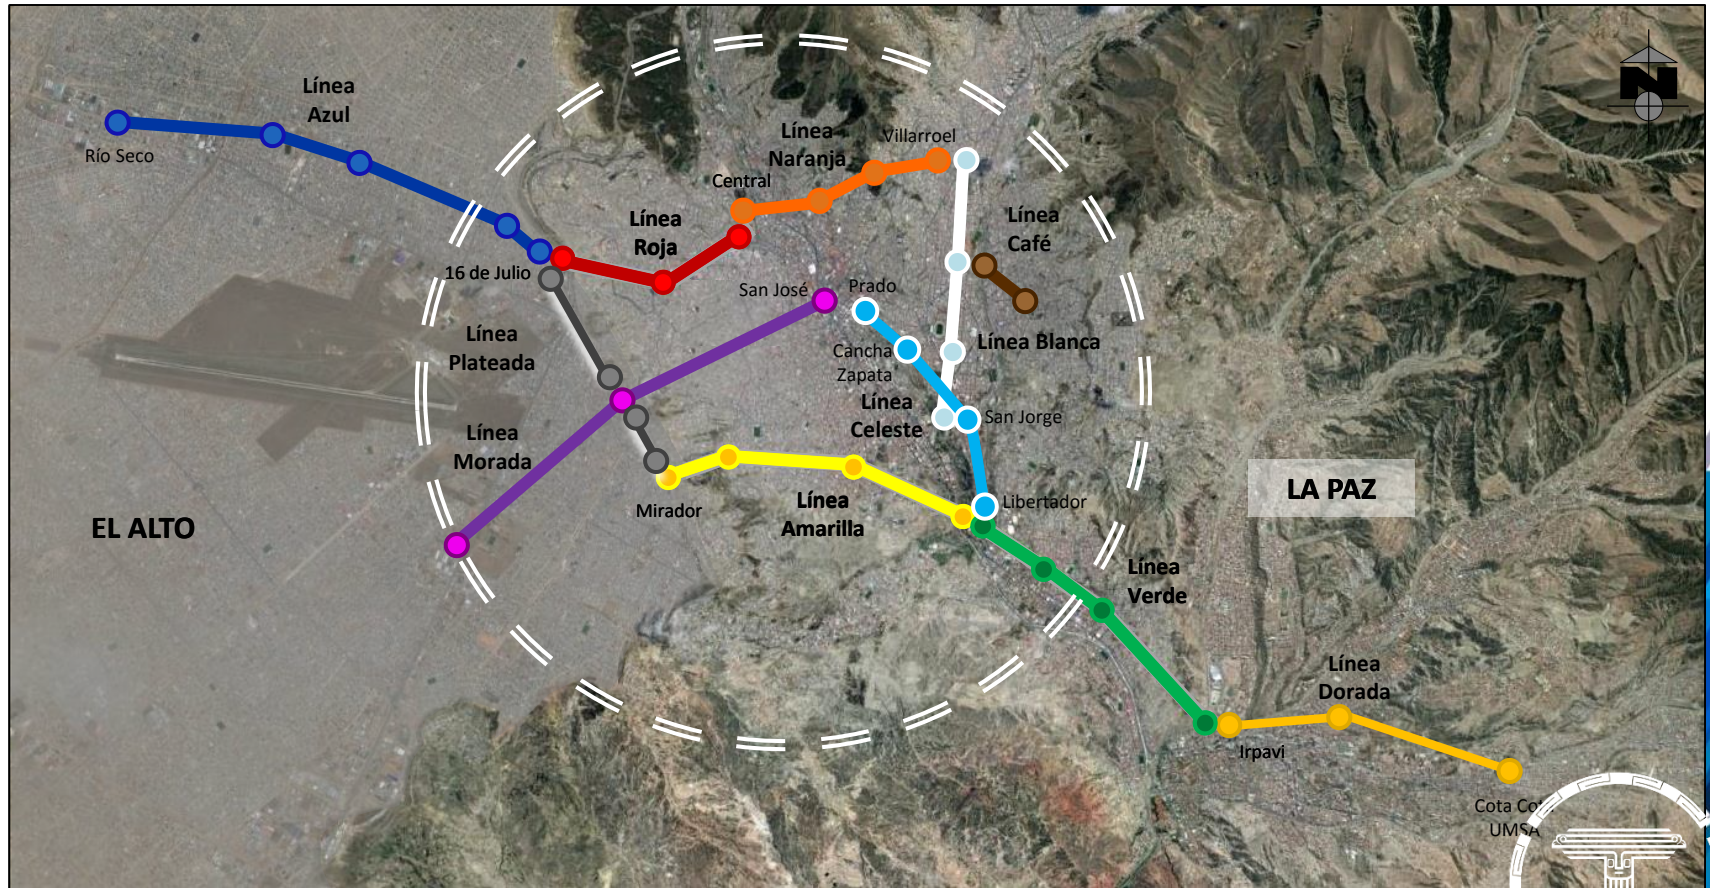 Línea
Azul
Río Seco
Línea
Naranja
Villarroel
Central
Línea
Roja
Línea
Café
16 de Julio
San José
Prado
Línea
Plateada
Cancha
Zapata
Línea Blanca
Línea
Celeste
San Jorge
Línea
Morada
Mirador
Línea
Amarilla
Libertador
LA PAZ
EL ALTO
Línea
Verde
Línea
Dorada
Irpavi
Cota
UMSA
N